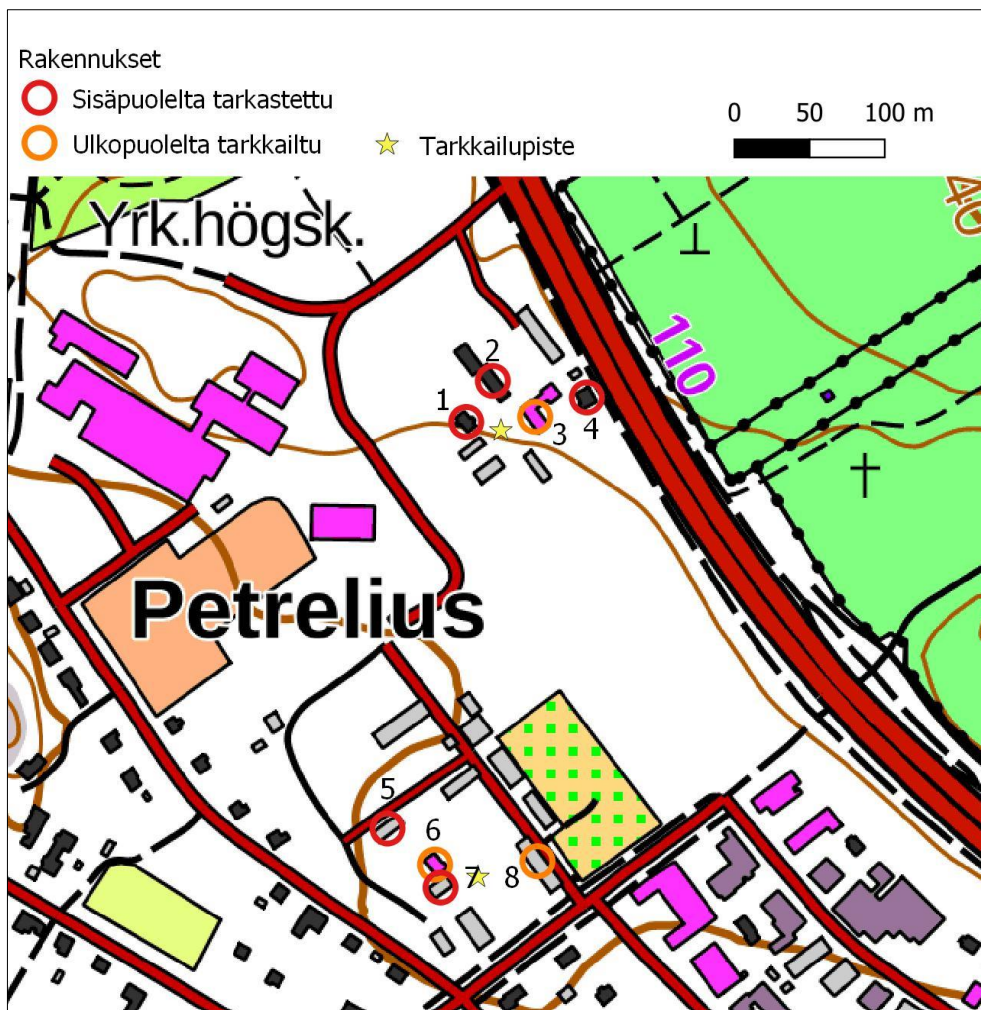 Rakennukset
Sisäpuolelta tarkastettu
Ulkopuolelta tarkkailtu
Tarkkailupiste
0 50 100 m
Yrk.högsk.
40
110
2
1
3
4
Petrelius
5
6
7
8